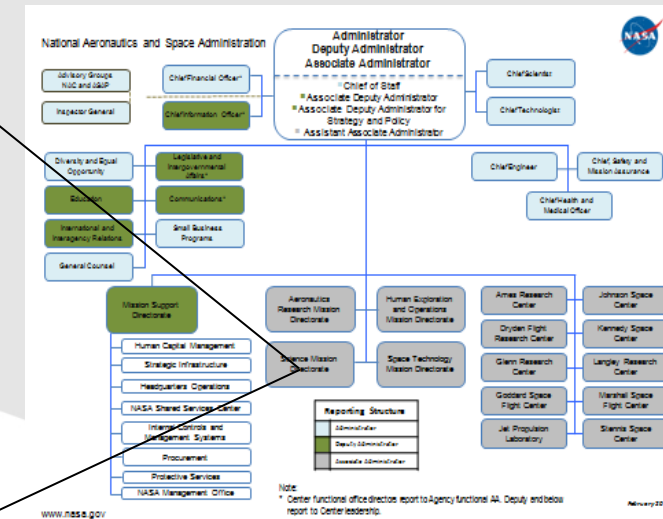 National Aeronautics and Space Administration
Administrator
Deputy Administrator
Associate Administrator
Chief of Staff
Associate Deputy Administrator
Associate Deputy Administrator for
Strategy and Policy
Assistant Associate Administrator
NASA
Advisory Groups
NAC and ASAP
Inspector General
Chief Financial Officer*
Chief Information Officer*
Chief Scientist
Chief Technologist
Diversity and Equal
Opportunity
Legislative and
Intergovernmental
Affairs*
Education
Communications*
International and
Interagency Relations
Small Business
Programs
General Counsel
Chief Engineer
Chief, Safety and
Mission Assurance
Chief Health and
Medical Officer
Mission Support
Directorate
Human Capital Management
Strategic Infrastructure
Headquarters Operations
NASA Shared Services Center
Internal Controls and
Management Systems
Procurement
Protective Services
NASA Management Office
Aeronautics
Research Mission
Directorate
Human Exploration
and Operations
Mission Directorate
Science Mission
Directorate
Space Technology
Mission Directorate
Ames Research
Center
Johnson Space
Center
Dryden Flight
Research Center
Kennedy Space
Center
Glenn Research
Center
Langley Research
Center
Goddard Space
Flight Center
Marshall Space
Flight Center
Jet Propulsion
Laboratory
Stennis Space
Center
Reporting Structure
Administrator
Deputy Administrator
Associate Administrator
Note:
* Center functional office directors report to Agency functional AA. Deputy and below
report to Center leadership.
www.nasa.gov
February